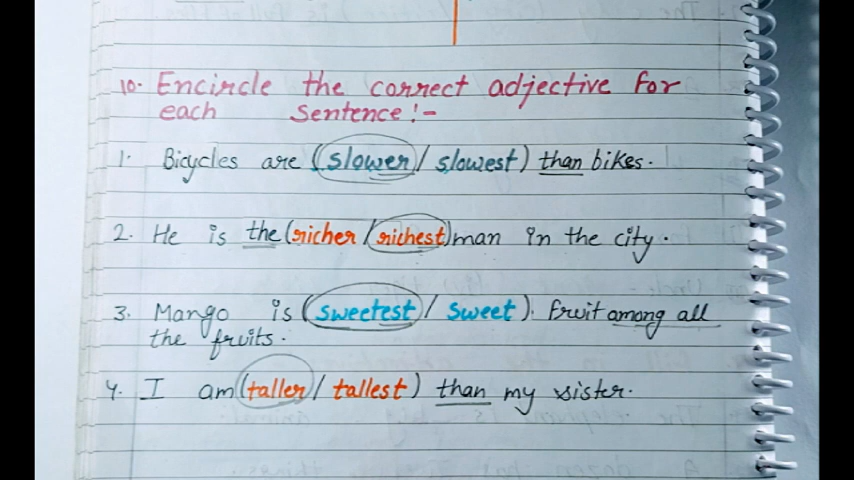 10. Encircle the correct adjective for
each sentence :-
1. Bicycles are (slower / slowest) than bikes.
2. He is the (richer / richest) man in the city.
3. Mango is (sweetest / sweet). fruit among all
the fruits.
4. I am (taller / tallest) than my sister.